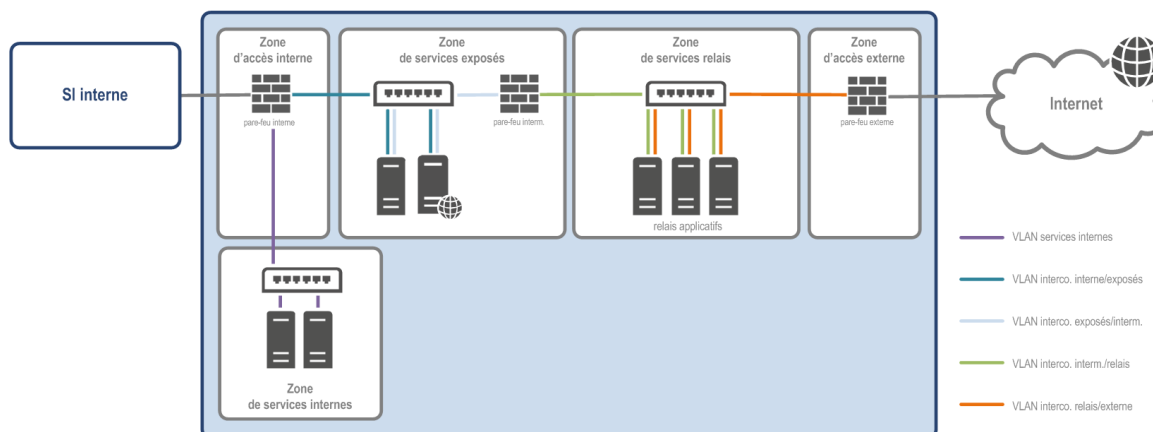 SI interne
Zone
d'accès interne
pare-feu interne
Zone
de services exposés
pare-feu interm.
Zone
de services relais
relais applicatifs
Zone
d'accès externe
pare-feu externe
Internet
Zone
de services internes
VLAN services internes
VLAN interco. interne/exposés
VLAN interco. exposés/interm.
VLAN interco. interm./relais
VLAN interco. relais/externe